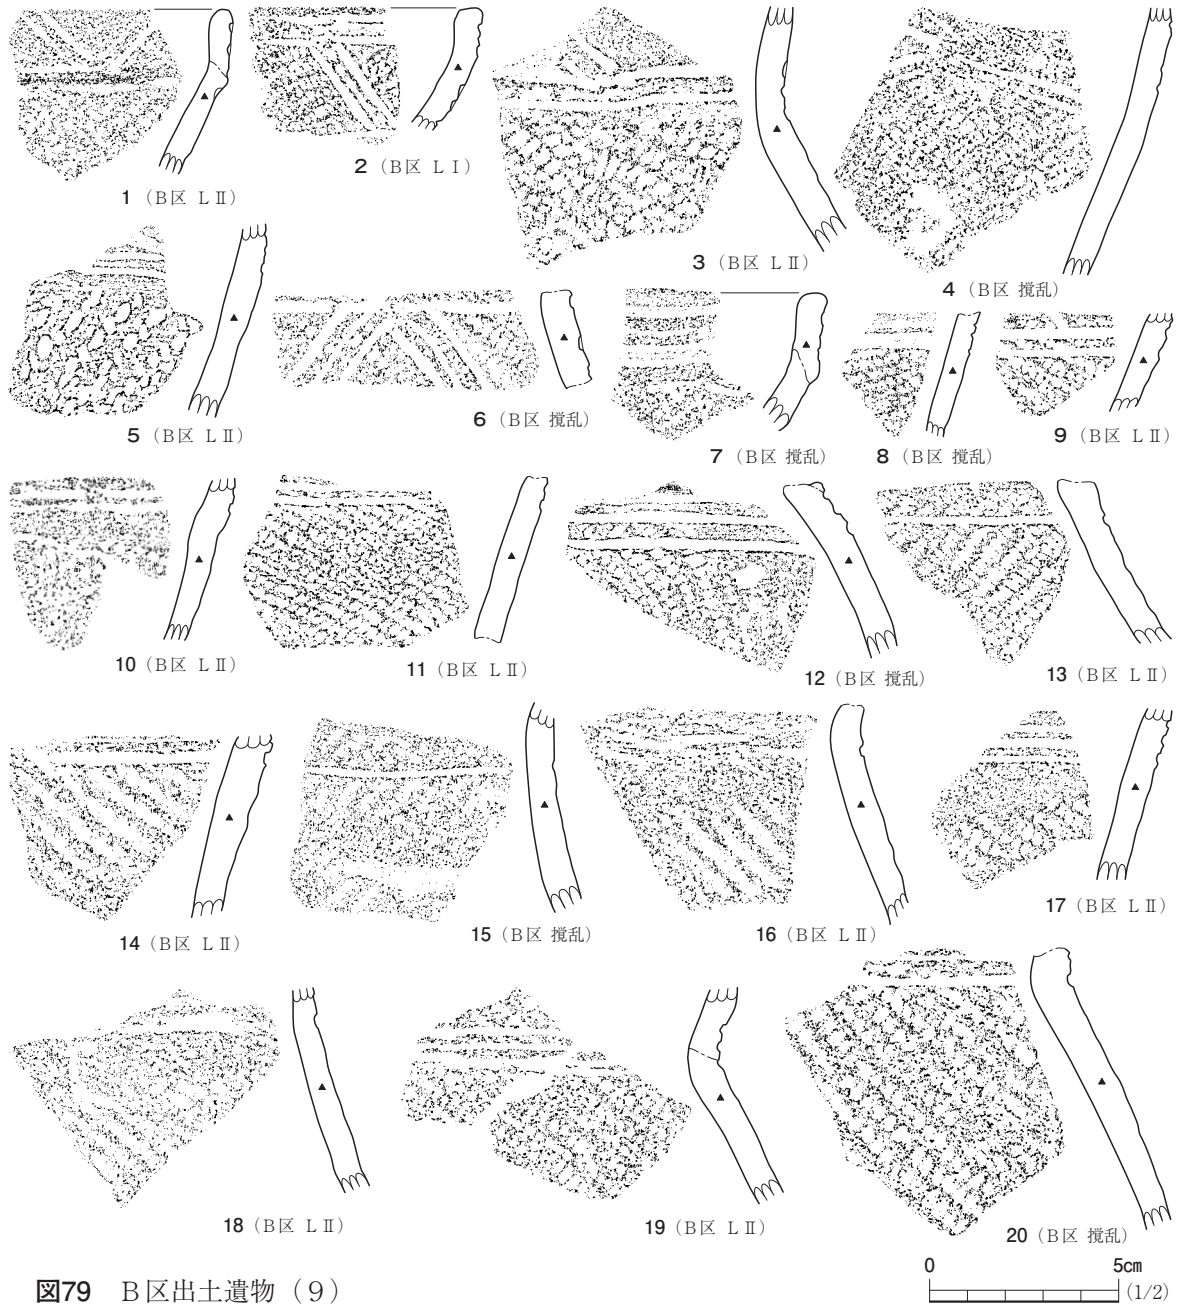 1（B区 LⅡ）
2（B区 LⅠ）
3（B区 LⅡ）
4（B区 撹乱）
5（B区 LⅡ）
6（B区 撹乱）
7（B区 撹乱）
8（B区 撹乱）
9（B区 LⅡ）
10（B区 LⅡ）
11（B区 LⅡ）
12（B区 撹乱）
13（B区 LⅡ）
14（B区 LⅡ）
15（B区 撹乱）
16（B区 LⅡ）
17（B区 LⅡ）
18（B区 LⅡ）
19（B区 LⅡ）
20（B区 撹乱）
0 5㎝
(1/2)
図79 B区出土遺物（9）